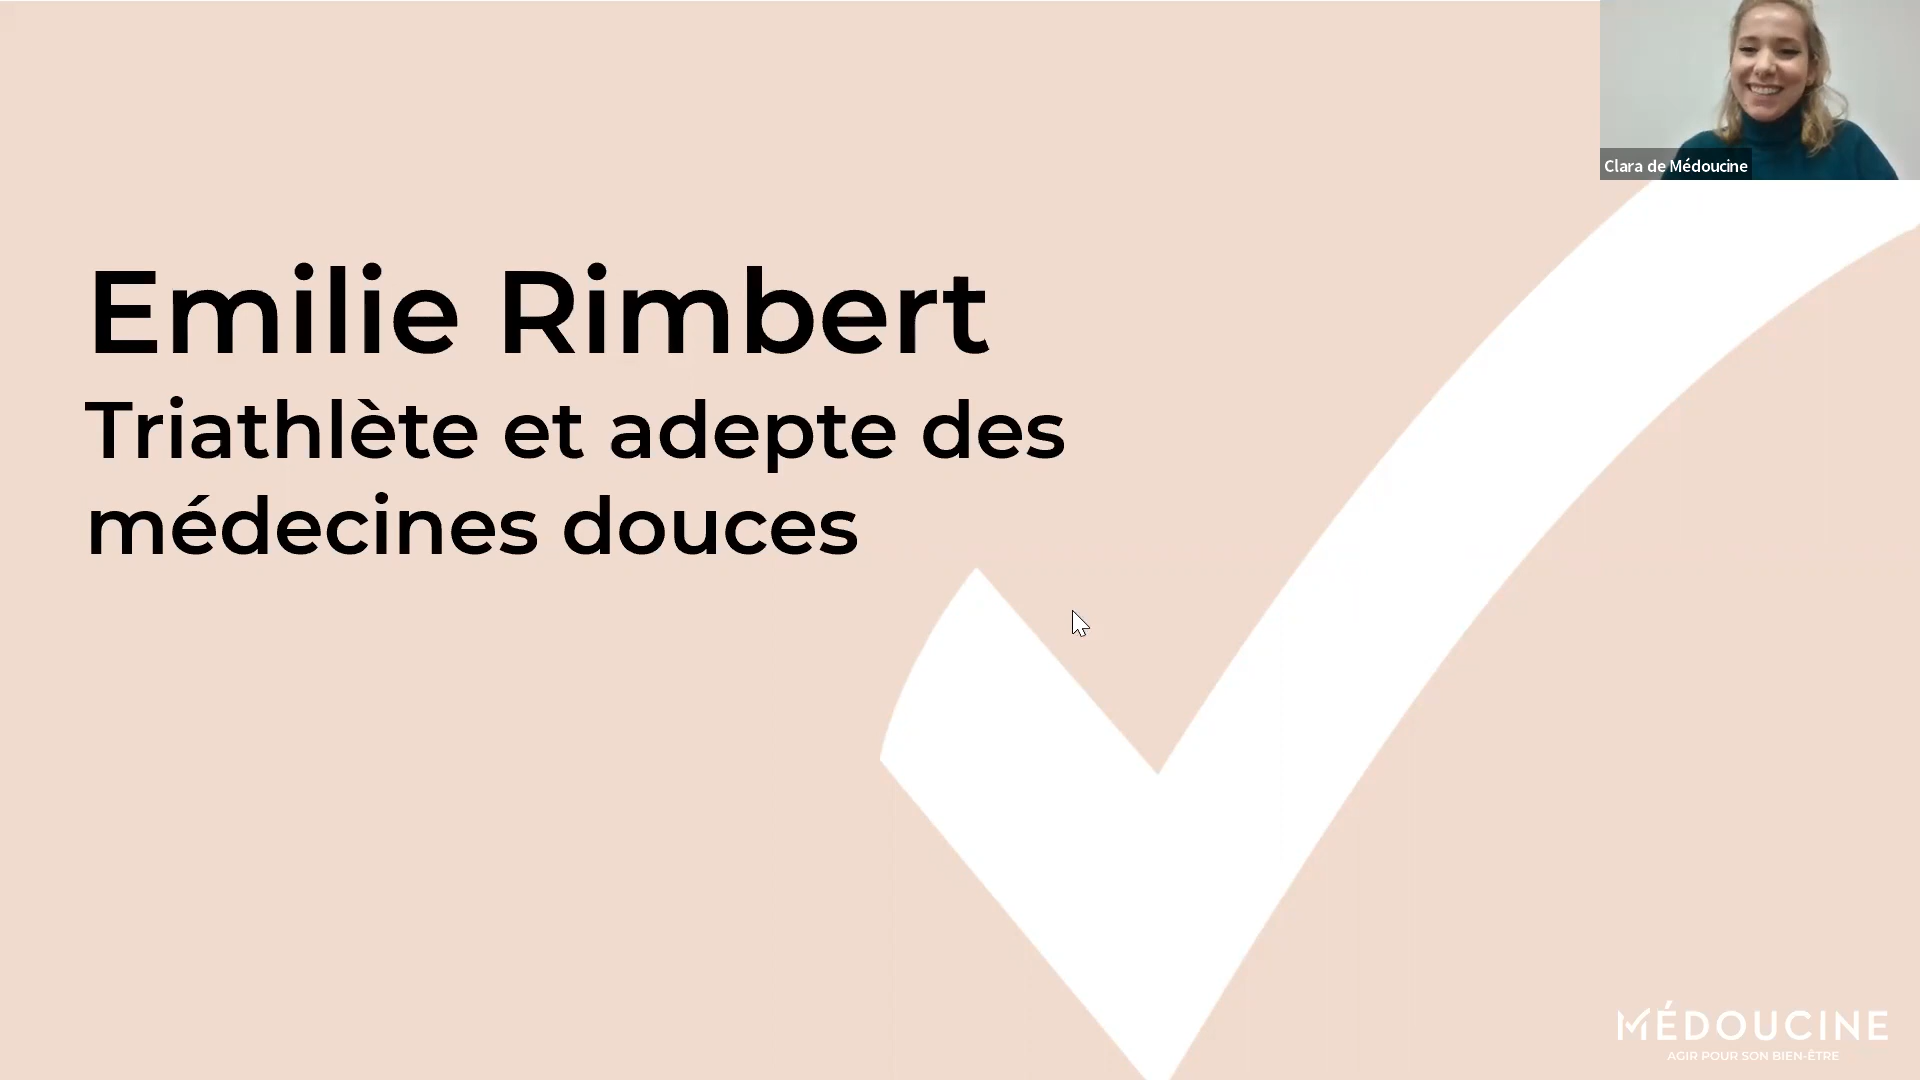 Clara de Médoucine
Emilie Rimbert
Triathlète et adepte des
médecines douces
MÉDOUCINE
AGIR POUR SON BIEN-ÊTRE